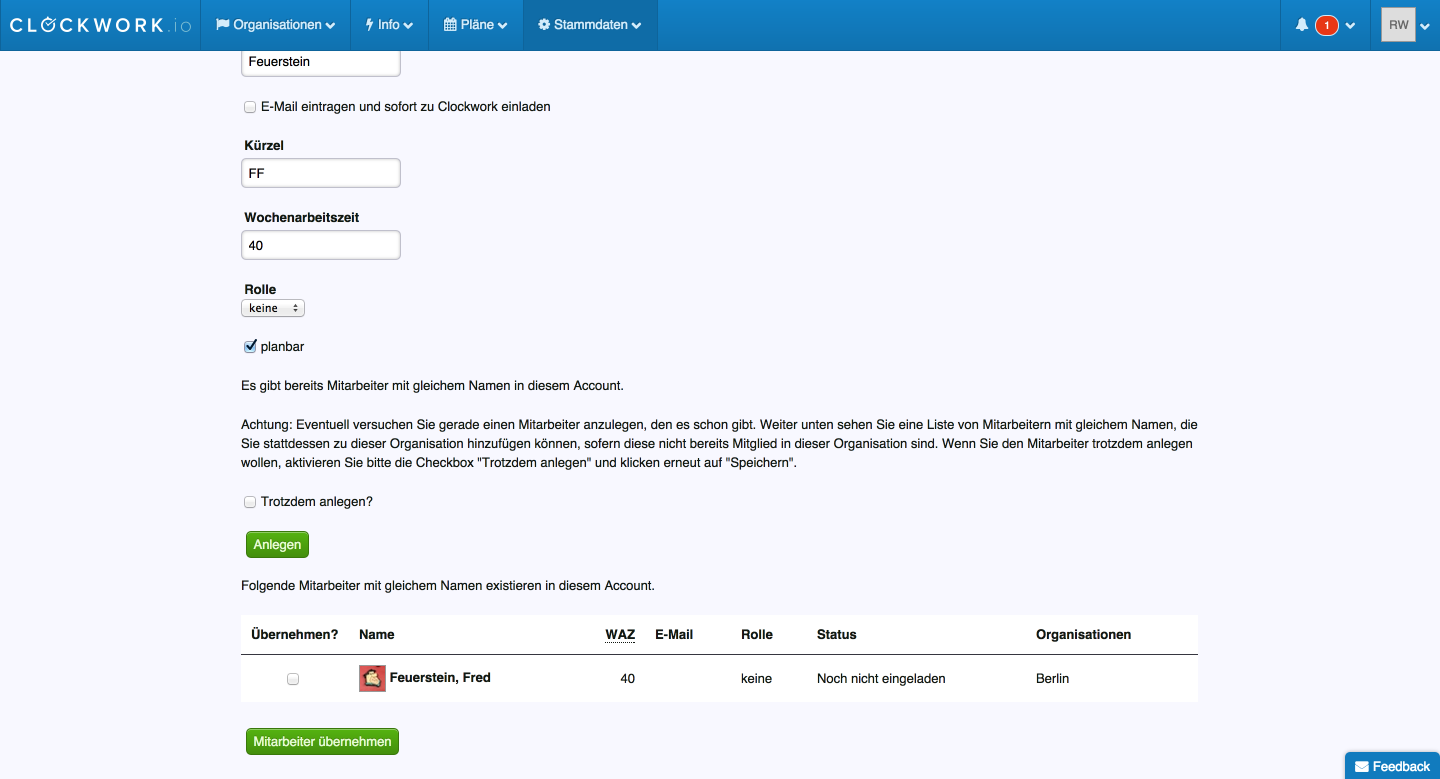 CLOCKWORK.io Organisationen Info Pläne Stammdaten 1 RW
Feuerstein
E-Mail eintragen und sofort zu Clockwork einladen
Kürzel
FF
Wochenarbeitszeit
40
Rolle
keine
planbar
Es gibt bereits Mitarbeiter mit gleichem Namen in diesem Account.
Achtung: Eventuell versuchen Sie gerade einen Mitarbeiter anzulegen, den es schon gibt. Weiter unten sehen Sie eine Liste von Mitarbeitern mit gleichem Namen, die
Sie stattdessen zu dieser Organisation hinzufügen können, sofern diese nicht bereits Mitglied in dieser Organisation sind. Wenn Sie den Mitarbeiter trotzdem anlegen
wollen, aktivieren Sie bitte die Checkbox "Trotzdem anlegen" und klicken erneut auf "Speichern".
Trotzdem anlegen?
Anlegen
Folgende Mitarbeiter mit gleichem Namen existieren in diesem Account.
Übernehmen? Name WAZ E-Mail Rolle Status Organisationen
Feuerstein, Fred 40 keine Noch nicht eingeladen Berlin
Mitarbeiter übernehmen
Feedback